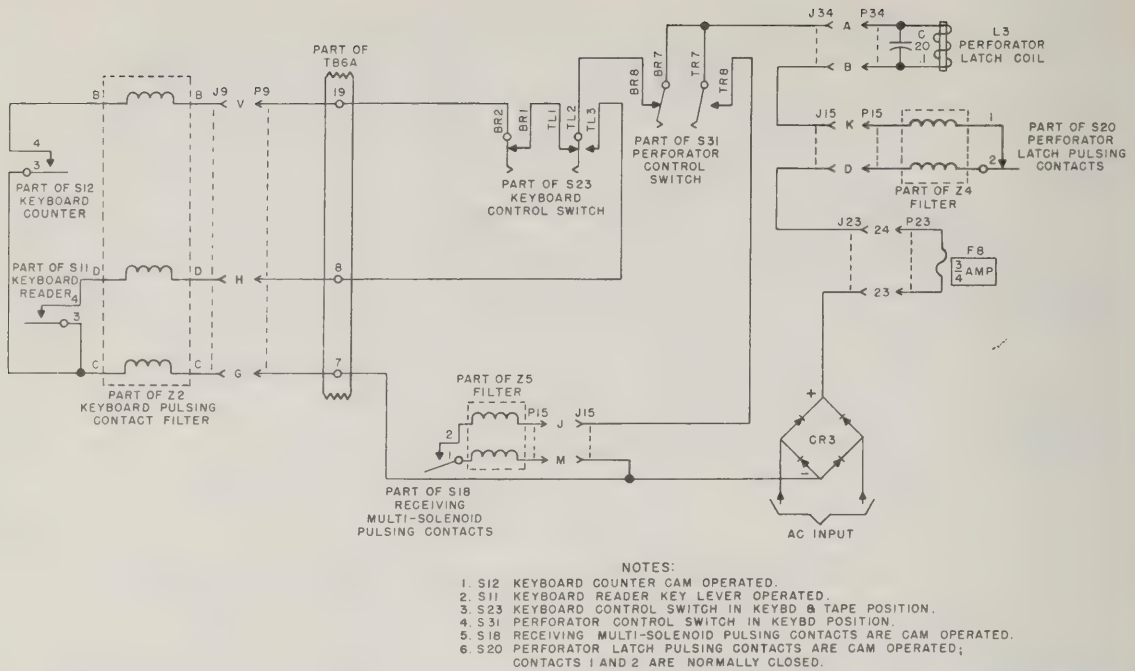 PART OF
TB6A
J34 P34
A
C
20
.1
L3
PERFORATOR
LATCH COIL
B
BR7
TR7
BR8
TR8
B B J9 V P9 19
BR2
BR1
TL1
TL2
TL3
PART OF S31
PERFORATOR
CONTROL
SWITCH
J15 P15
K
1
D
2
PART OF S20
PERFORATOR
LATCH PULSING
CONTACTS
PART OF Z4
FILTER
4
3
PART OF S12
KEYBOARD
COUNTER
PART OF S23
KEYBOARD
CONTROL SWITCH
J23 24 P23
F8
3/4 AMP
23
PART OF S11
KEYBOARD
READER
D D H 8
4
3
C C G 7
PART OF Z2
KEYBOARD PULSING
CONTACT FILTER
PART OF Z5
FILTER
P15 J15
2
J
1
M
PART OF S18
RECEIVING
MULTI-SOLENOID
PULSING CONTACTS
+
CR3
-
AC INPUT
NOTES:
1. S12 KEYBOARD COUNTER CAM OPERATED.
2. S11 KEYBOARD READER KEY LEVER OPERATED.
3. S23 KEYBOARD CONTROL SWITCH IN KEYBD & TAPE POSITION.
4. S31 PERFORATOR CONTROL SWITCH IN KEYBD POSITION.
5. S18 RECEIVING MULTI-SOLENOID PULSING CONTACTS ARE CAM OPERATED.
6. S20 PERFORATOR LATCH PULSING CONTACTS ARE CAM OPERATED;
CONTACTS 1 AND 2 ARE NORMALLY CLOSED.